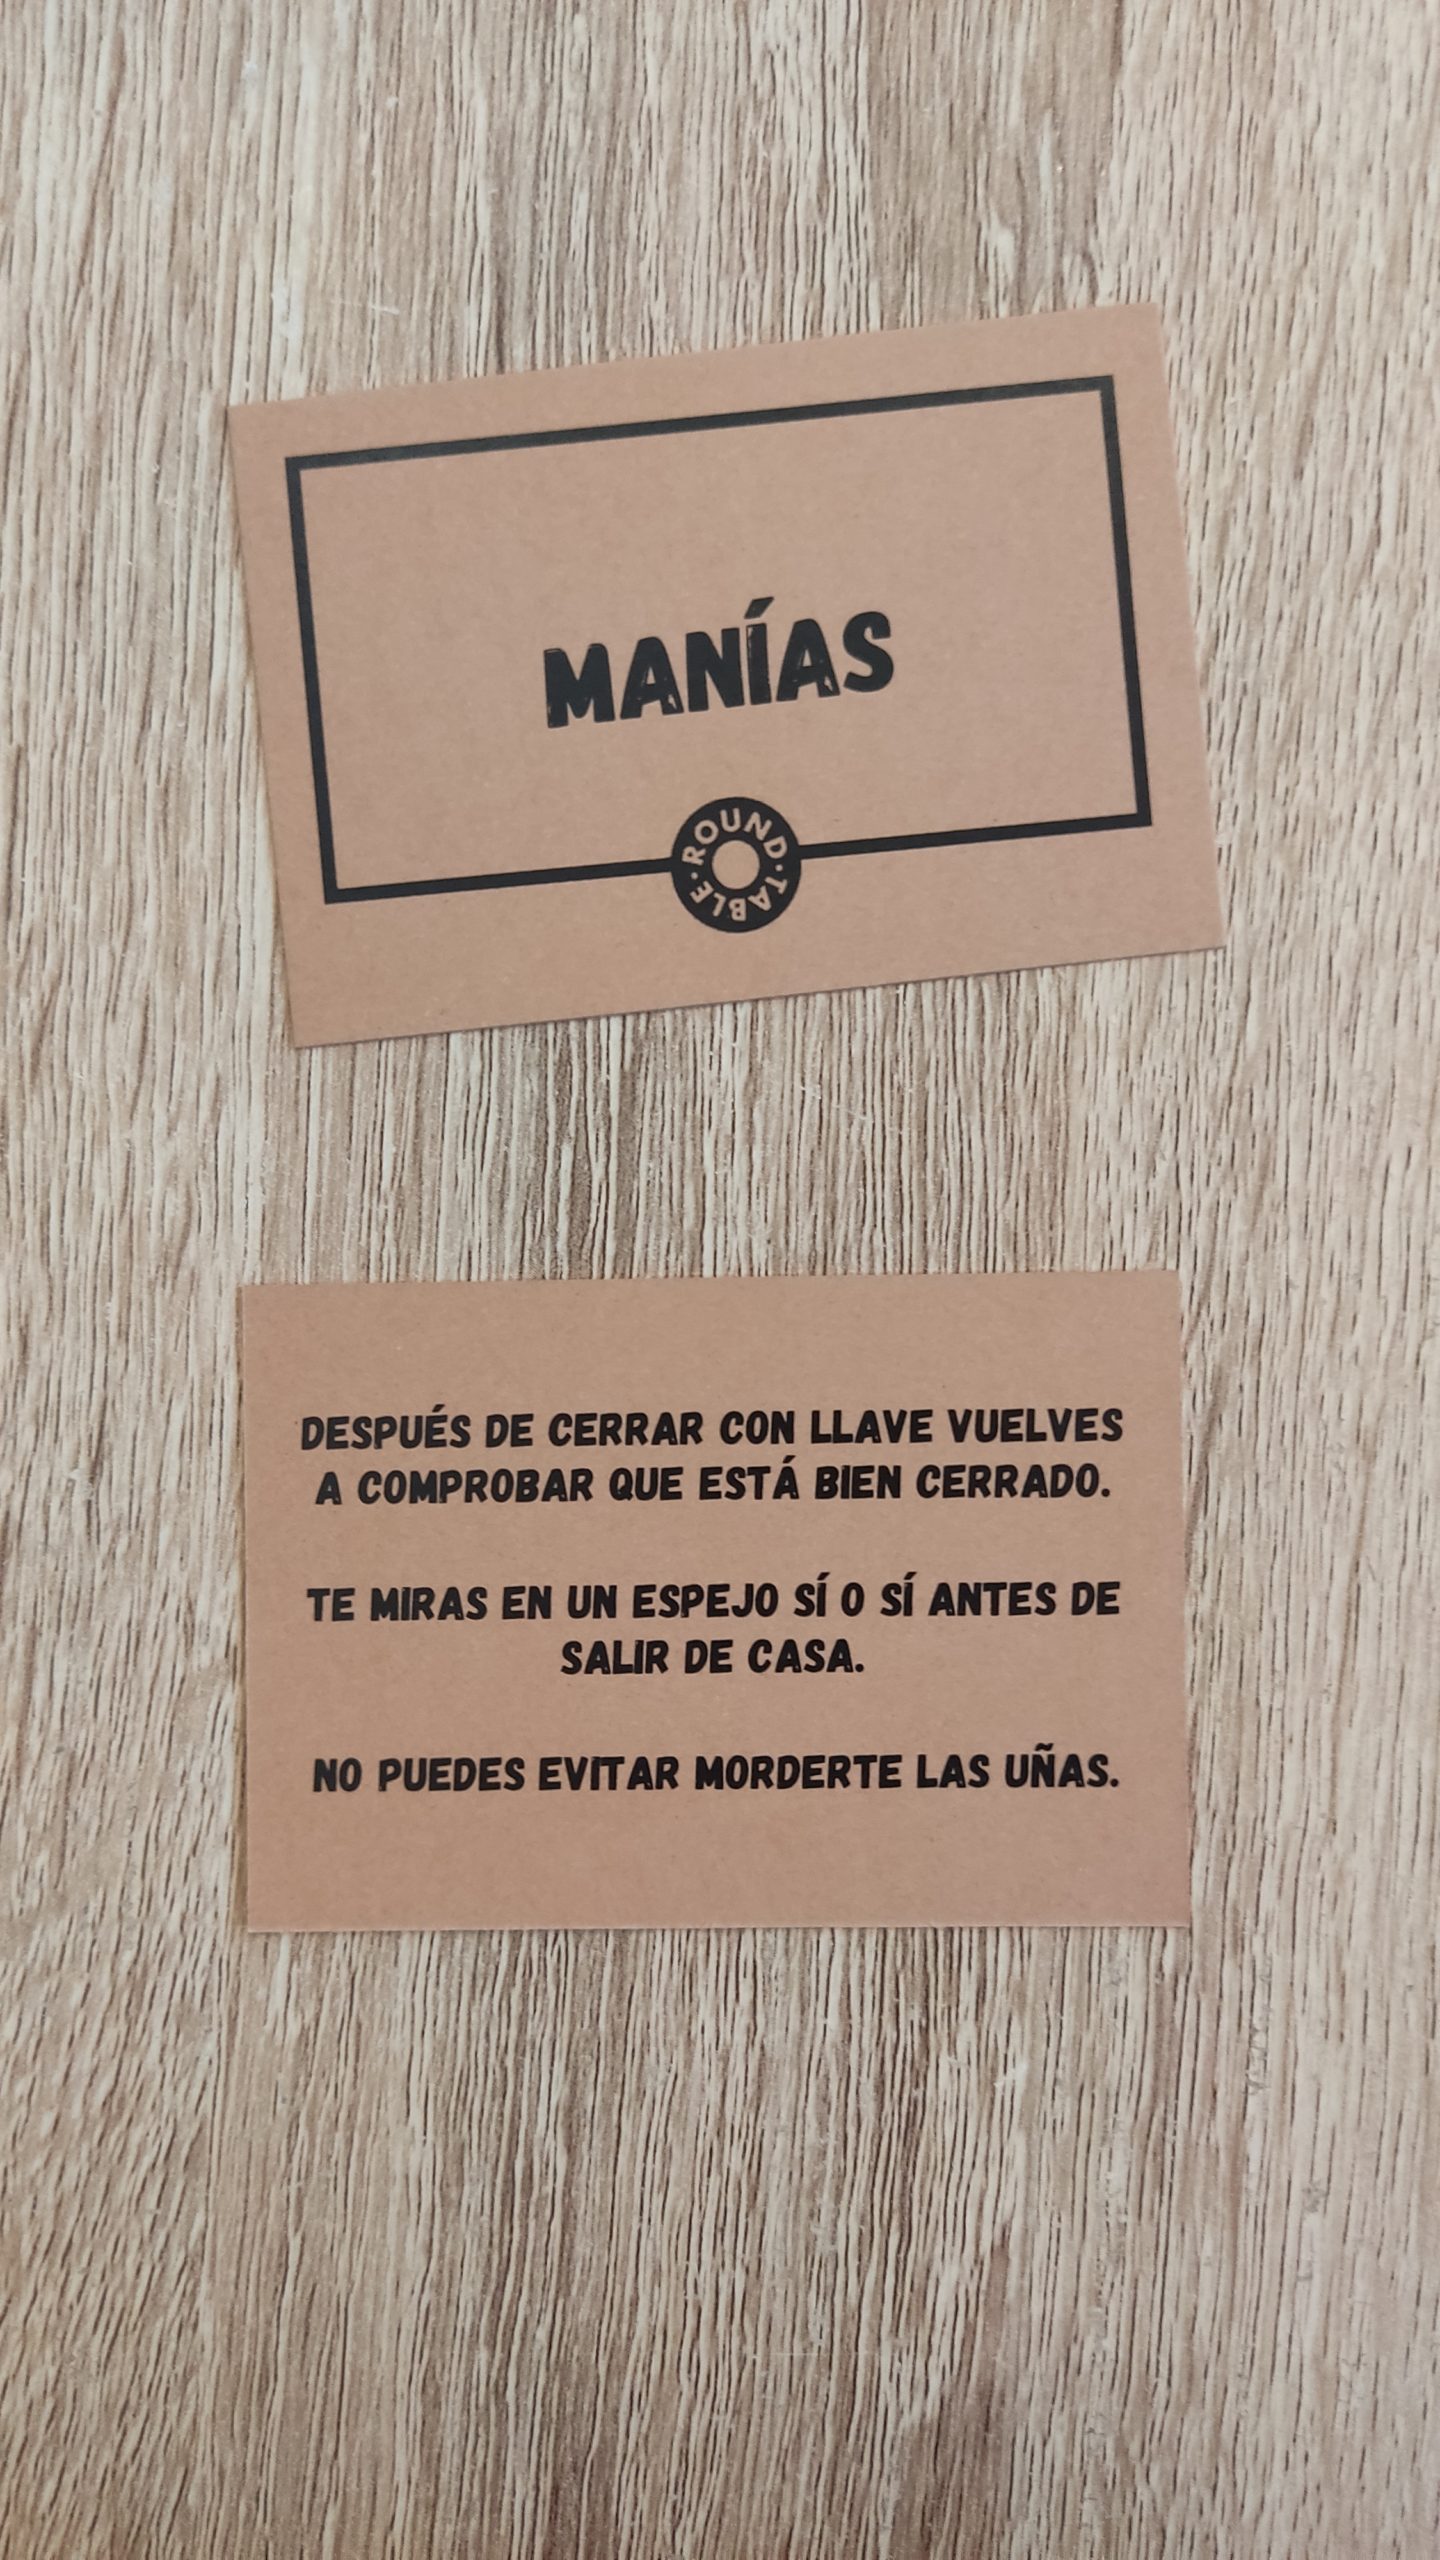 MANÍAS
ROUND · TABLE ·
DESPUÉS DE CERRAR CON LLAVE VUELVES
A COMPROBAR QUE ESTÁ BIEN CERRADO.
TE MIRAS EN UN ESPEJO SÍ O SÍ ANTES DE
SALIR DE CASA.
NO PUEDES EVITAR MORDERTE LAS UÑAS.